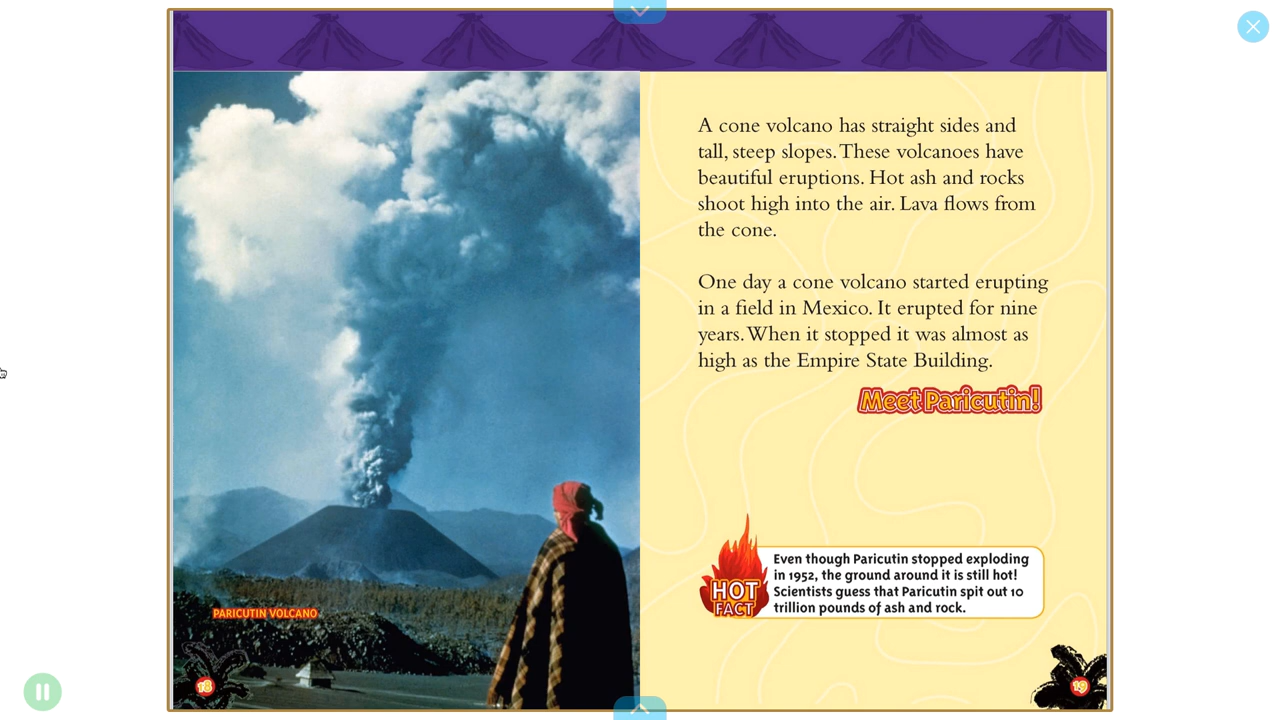 A cone volcano has straight sides and
tall, steep slopes. These volcanoes have
beautiful eruptions. Hot ash and rocks
shoot high into the air. Lava flows from
the cone.
One day a cone volcano started erupting
in a field in Mexico. It erupted for nine
years. When it stopped it was almost as
high as the Empire State Building.
Meet Paricutin!
HOT
FACT
Even though Paricutin stopped exploding
in 1952, the ground around it is still hot!
Scientists guess that Paricutin spit out 10
trillion pounds of ash and rock.
PARICUTIN VOLCANO
18
19